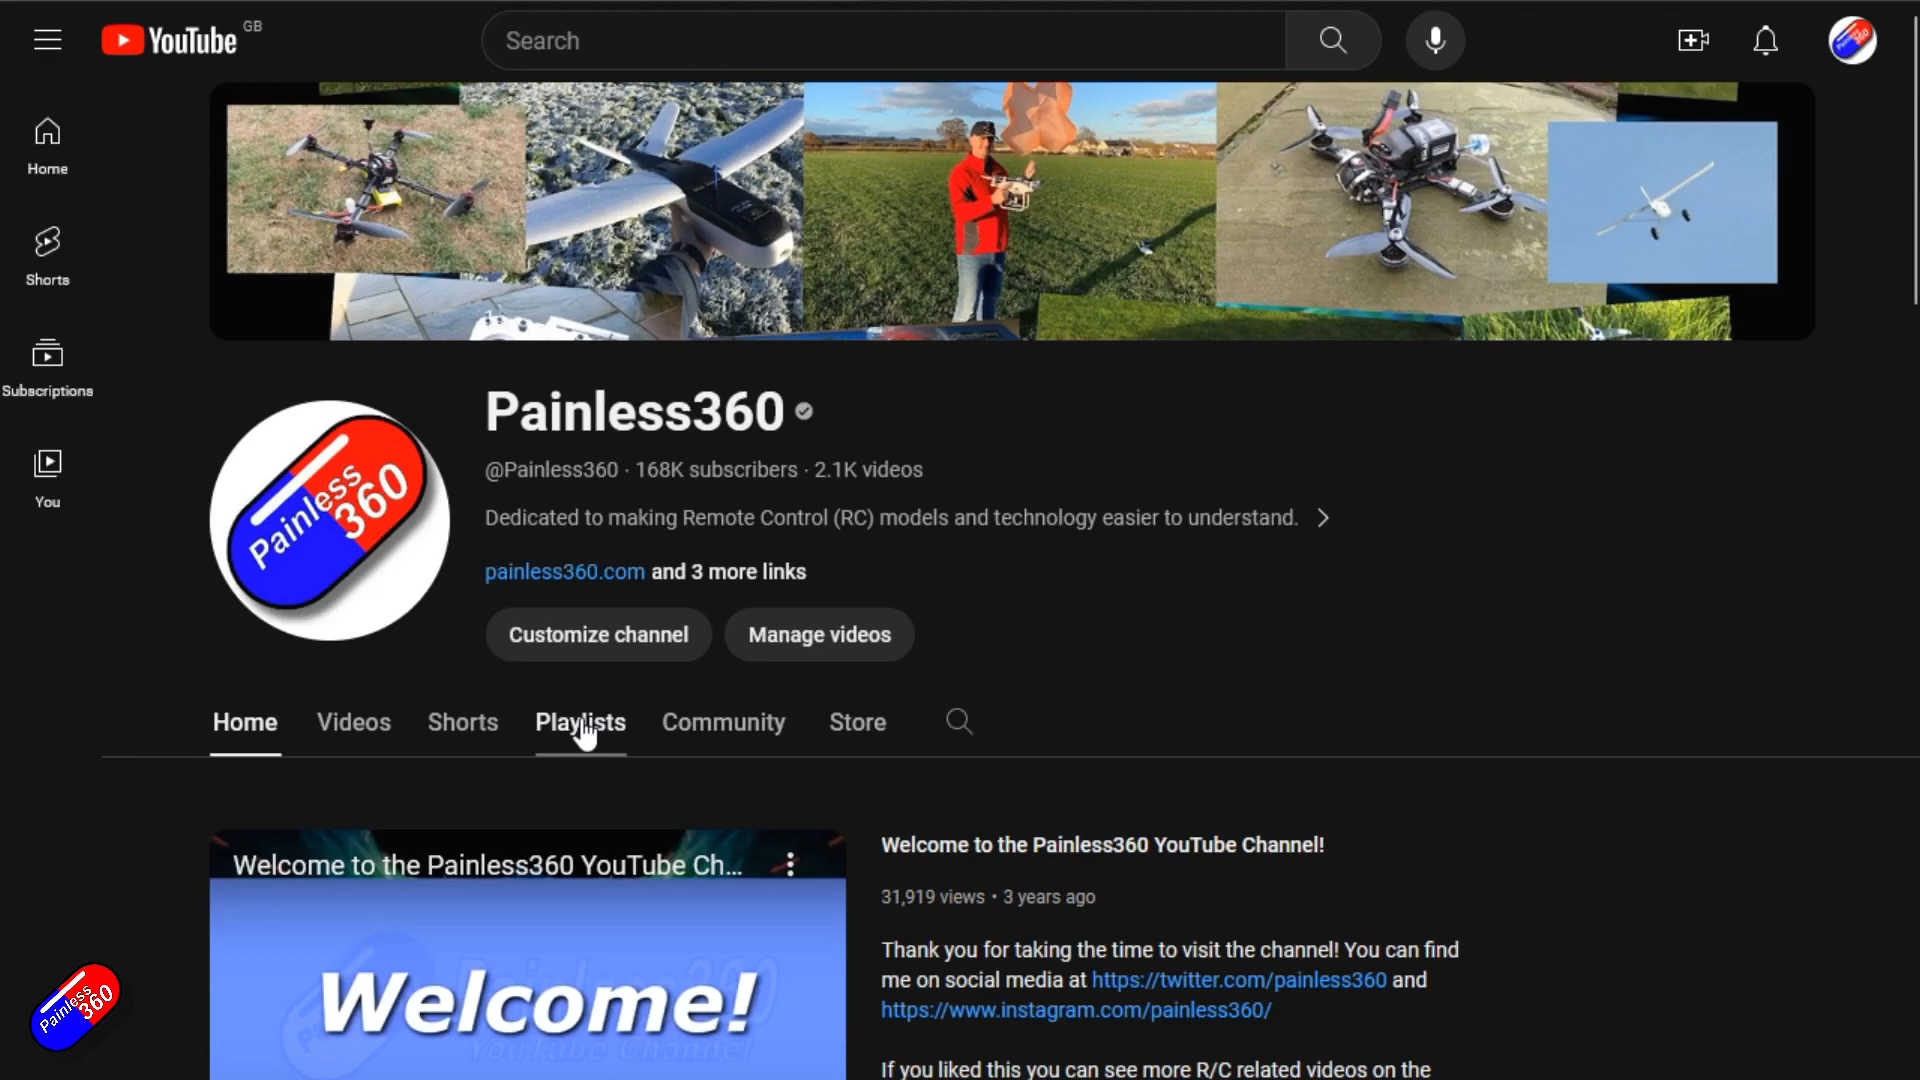 YouTube GB
Search
Home
Shorts
Subscriptions
You
Painless360
Painless 360
@Painless360 · 168K subscribers · 2.1K videos
Dedicated to making Remote Control (RC) models and technology easier to understand.
painless360.com and 3 more links
Customize channel
Manage videos
Home
Videos
Shorts
Playlists
Community
Store
Welcome to the Painless360 YouTube Ch...
Welcome!
YouTube Channel
Welcome to the Painless360 YouTube Channel!
31,919 views • 3 years ago
Thank you for taking the time to visit the channel! You can find
me on social media at https://twitter.com/painless360 and
https://www.instagram.com/painless360/
If you liked this you can see more R/C related videos on the
Painless 360